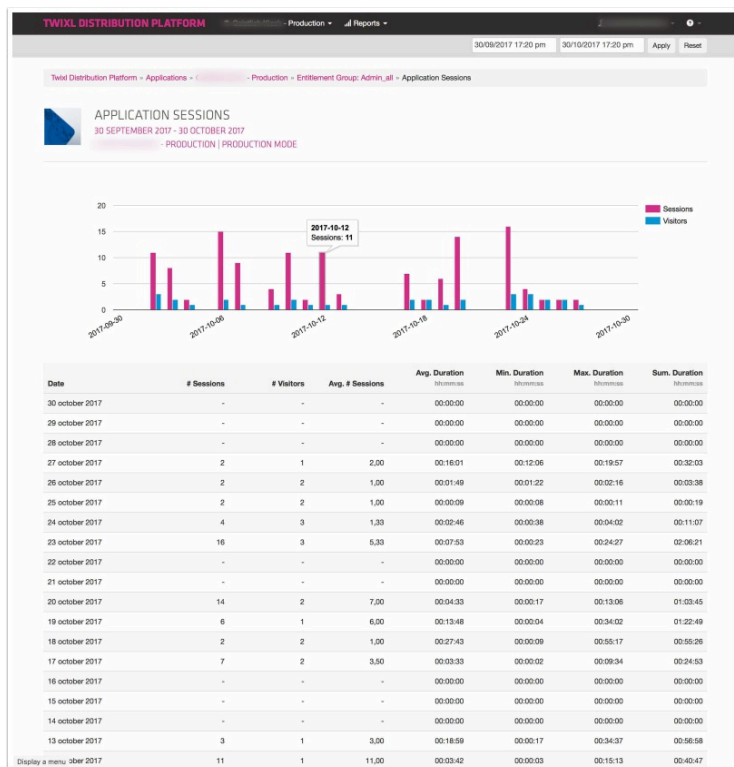 TWIXL DISTRIBUTION PLATFORM - Production Reports
30/09/2017 17:20 pm 30/10/2017 17:20 pm Apply Reset
Twixl Distribution Platform » Applications » - Production » Entitlement Group: Admin_all » Application Sessions
APPLICATION SESSIONS
30 SEPTEMBER 2017 - 30 OCTOBER 2017
- PRODUCTION | PRODUCTION MODE
20
15
10
5
0
2017-10-12
Sessions: 11
Sessions
Visitors
2017-09-30 2017-10-06 2017-10-12 2017-10-18 2017-10-24 2017-10-30
Date # Sessions # Visitors Avg. # Sessions Avg. Duration Min. Duration Max. Duration Sum. Duration
hh:mm:ss hh:mm:ss hh:mm:ss hh:mm:ss
30 october 2017 - - - 00:00:00 00:00:00 00:00:00 00:00:00
29 october 2017 - - - 00:00:00 00:00:00 00:00:00 00:00:00
28 october 2017 - - - 00:00:00 00:00:00 00:00:00 00:00:00
27 october 2017 2 1 2,00 00:16:01 00:12:06 00:19:57 00:32:03
26 october 2017 2 2 1,00 00:01:49 00:01:22 00:02:16 00:03:38
25 october 2017 2 2 1,00 00:00:09 00:00:08 00:00:11 00:00:19
24 october 2017 4 3 1,33 00:02:46 00:00:38 00:04:02 00:11:07
23 october 2017 16 3 5,33 00:07:53 00:00:23 00:24:27 02:06:21
22 october 2017 - - - 00:00:00 00:00:00 00:00:00 00:00:00
21 october 2017 - - - 00:00:00 00:00:00 00:00:00 00:00:00
20 october 2017 14 2 7,00 00:04:33 00:00:17 00:13:06 01:03:45
19 october 2017 6 1 6,00 00:13:48 00:00:04 00:34:02 01:22:49
18 october 2017 2 2 1,00 00:27:43 00:00:09 00:55:17 00:55:26
17 october 2017 7 2 3,50 00:03:33 00:00:02 00:09:34 00:24:53
16 october 2017 - - - 00:00:00 00:00:00 00:00:00 00:00:00
15 october 2017 - - - 00:00:00 00:00:00 00:00:00 00:00:00
14 october 2017 - - - 00:00:00 00:00:00 00:00:00 00:00:00
13 october 2017 3 1 3,00 00:18:59 00:00:17 00:34:37 00:56:58
Display a menu ober 2017 11 1 11,00 00:03:42 00:00:03 00:15:13 00:40:47